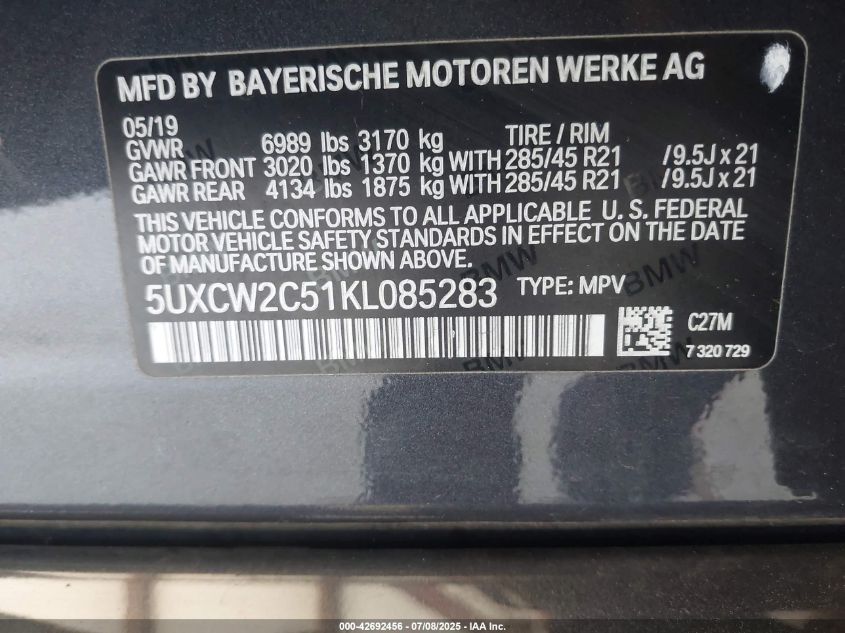 MFD BY BAYERISCHE MOTOREN WERKE AG
05/19
GVWR 6989 lbs 3170 kg TIRE / RIM
GAWR FRONT 3020 lbs 1370 kg WITH 285/45 R21 /9.5J x 21
GAWR REAR 4134 lbs 1875 kg WITH 285/45 R21 /9.5J x 21
THIS VEHICLE CONFORMS TO ALL APPLICABLE U. S. FEDERAL
MOTOR VEHICLE SAFETY STANDARDS IN EFFECT ON THE DATE
OF MANUFACTURE SHOWN ABOVE.
5UXCW2C51KL085283 TYPE: MPV
C27M
7 320 729
BMW
BMW
BMW
000-42692456 - 07/08/2025 - IAA Inc.